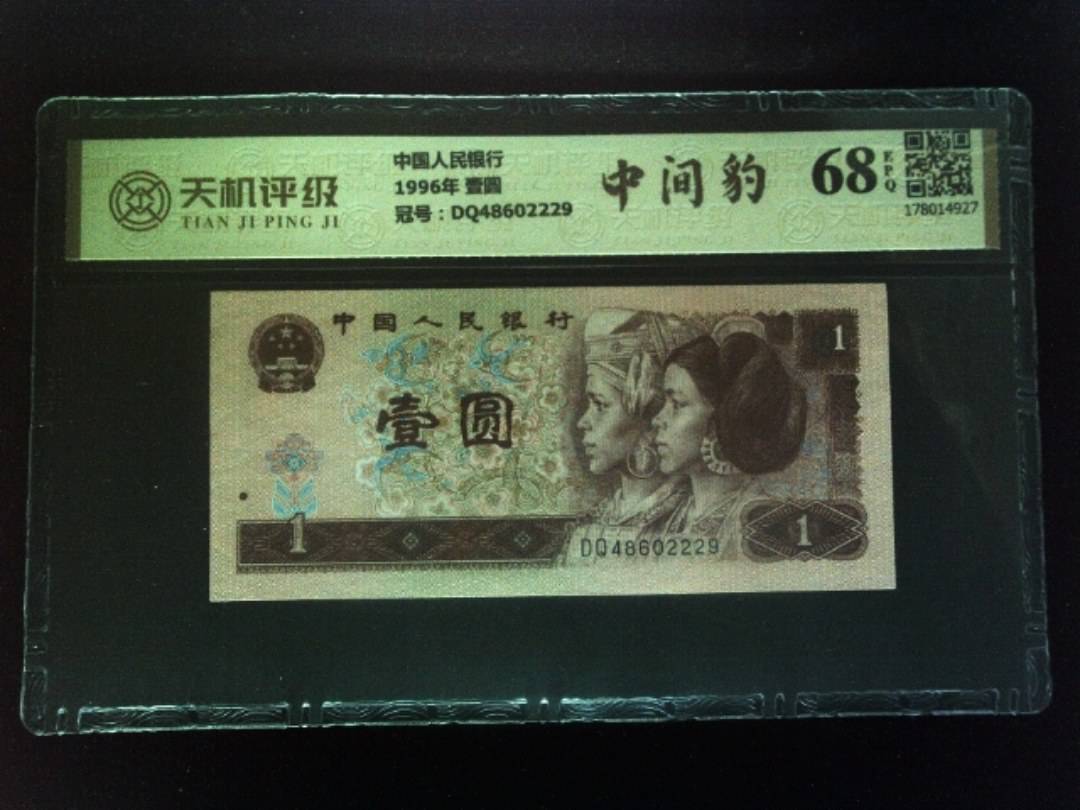 天机评级
TIAN JI PING JI
中国人民银行
1996年 壹圆
冠号：DQ48602229
中间豹
68
EPQ
178014927
中国人民银行
1
壹圆
1
DQ48602229
1